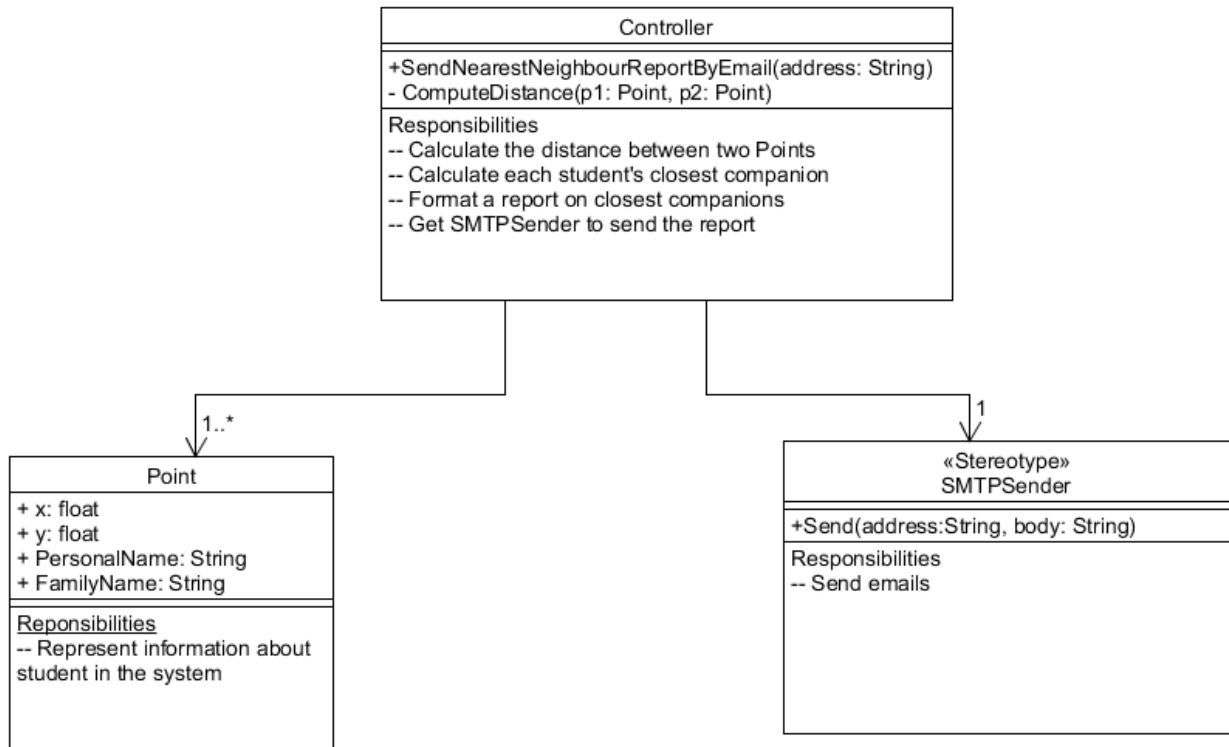 Controller
+SendNearestNeighbourReportByEmail(address: String)
- ComputeDistance(p1: Point, p2: Point)
Responsibilities
-- Calculate the distance between two Points
-- Calculate each student's closest companion
-- Format a report on closest companions
-- Get SMTPSender to send the report
1..*
1
Point
+ x: float
+ y: float
+ PersonalName: String
+ FamilyName: String
Reponsibilities
-- Represent information about
student in the system
«Stereotype»
SMTPSender
+Send(address:String, body: String)
Responsibilities
-- Send emails